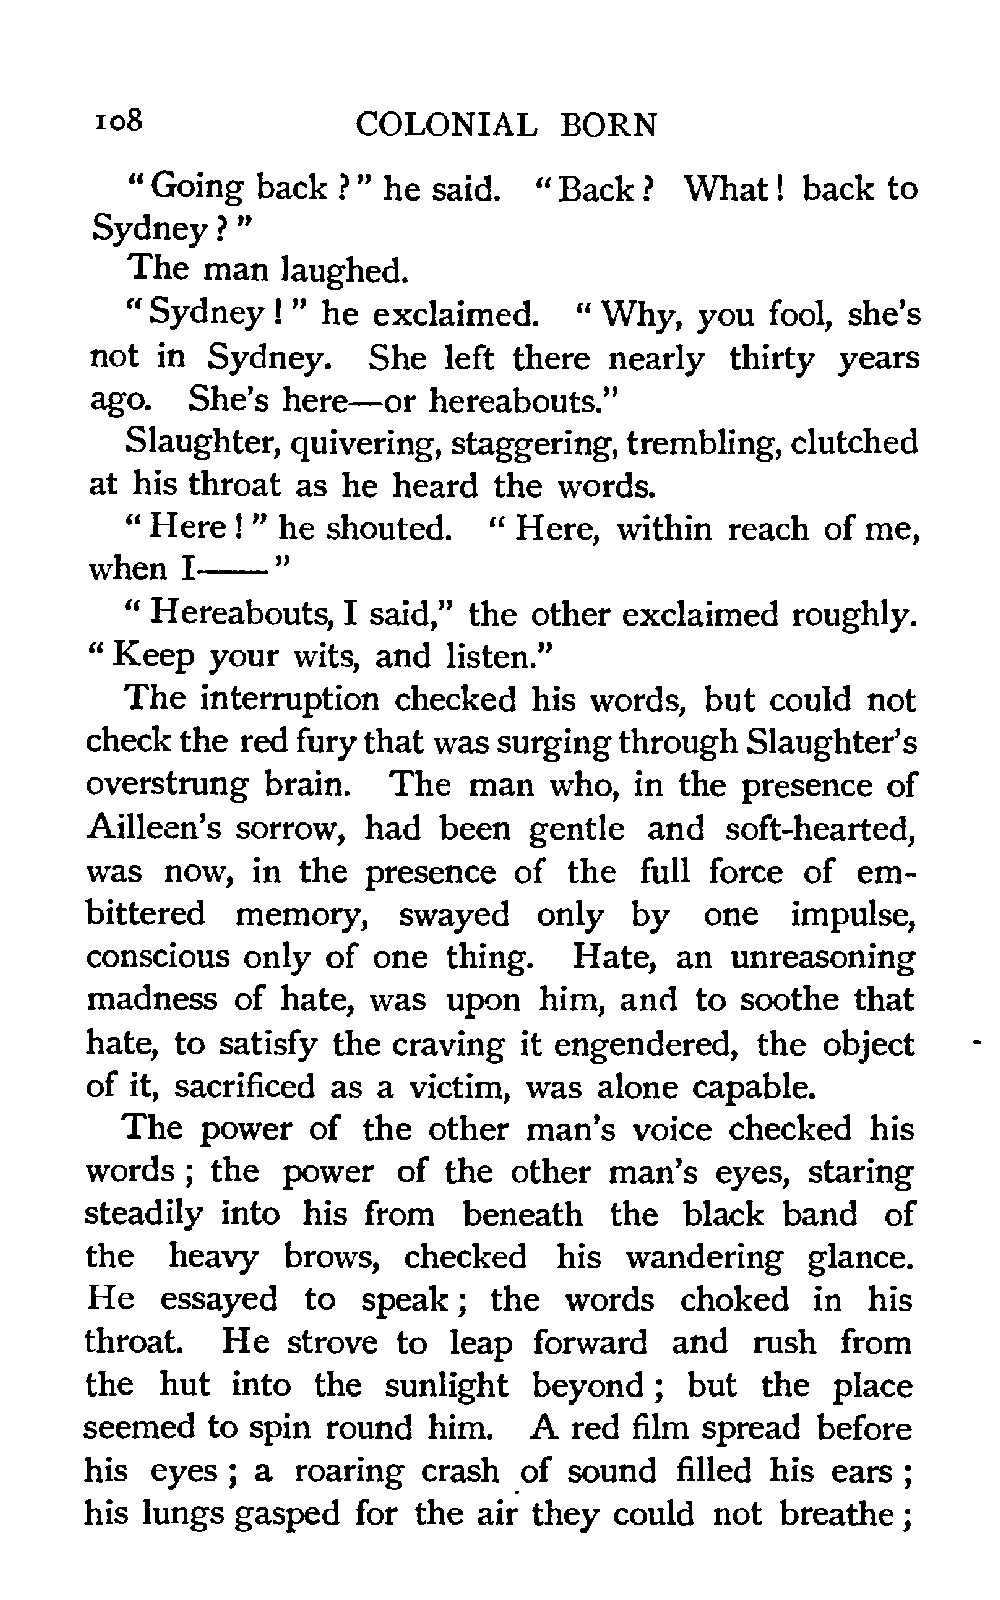 108 COLONIAL BORN
"Going back?" he said. "Back? What! back to
Sydney?"
The man laughed.
"Sydney!" he exclaimed. "Why, you fool, she's
not in Sydney. She left there nearly thirty years
ago. She's here—or hereabouts."
Slaughter, quivering, staggering, trembling, clutched
at his throat as he heard the words.
"Here!" he shouted. "Here, within reach of me,
when I——"
"Hereabouts, I said," the other exclaimed roughly.
"Keep your wits, and listen."
The interruption checked his words, but could not
check the red fury that was surging through Slaughter's
overstrung brain. The man who, in the presence of
Ailleen's sorrow, had been gentle and soft-hearted,
was now, in the presence of the full force of em-
bittered memory, swayed only by one impulse,
conscious only of one thing. Hate, an unreasoning
madness of hate, was upon him, and to soothe that
hate, to satisfy the craving it engendered, the object
of it, sacrificed as a victim, was alone capable.
The power of the other man's voice checked his
words; the power of the other man's eyes, staring
steadily into his from beneath the black band of
the heavy brows, checked his wandering glance.
He essayed to speak; the words choked in his
throat. He strove to leap forward and rush from
the hut into the sunlight beyond; but the place
seemed to spin round him. A red film spread before
his eyes; a roaring crash of sound filled his ears;
his lungs gasped for the air they could not breathe;